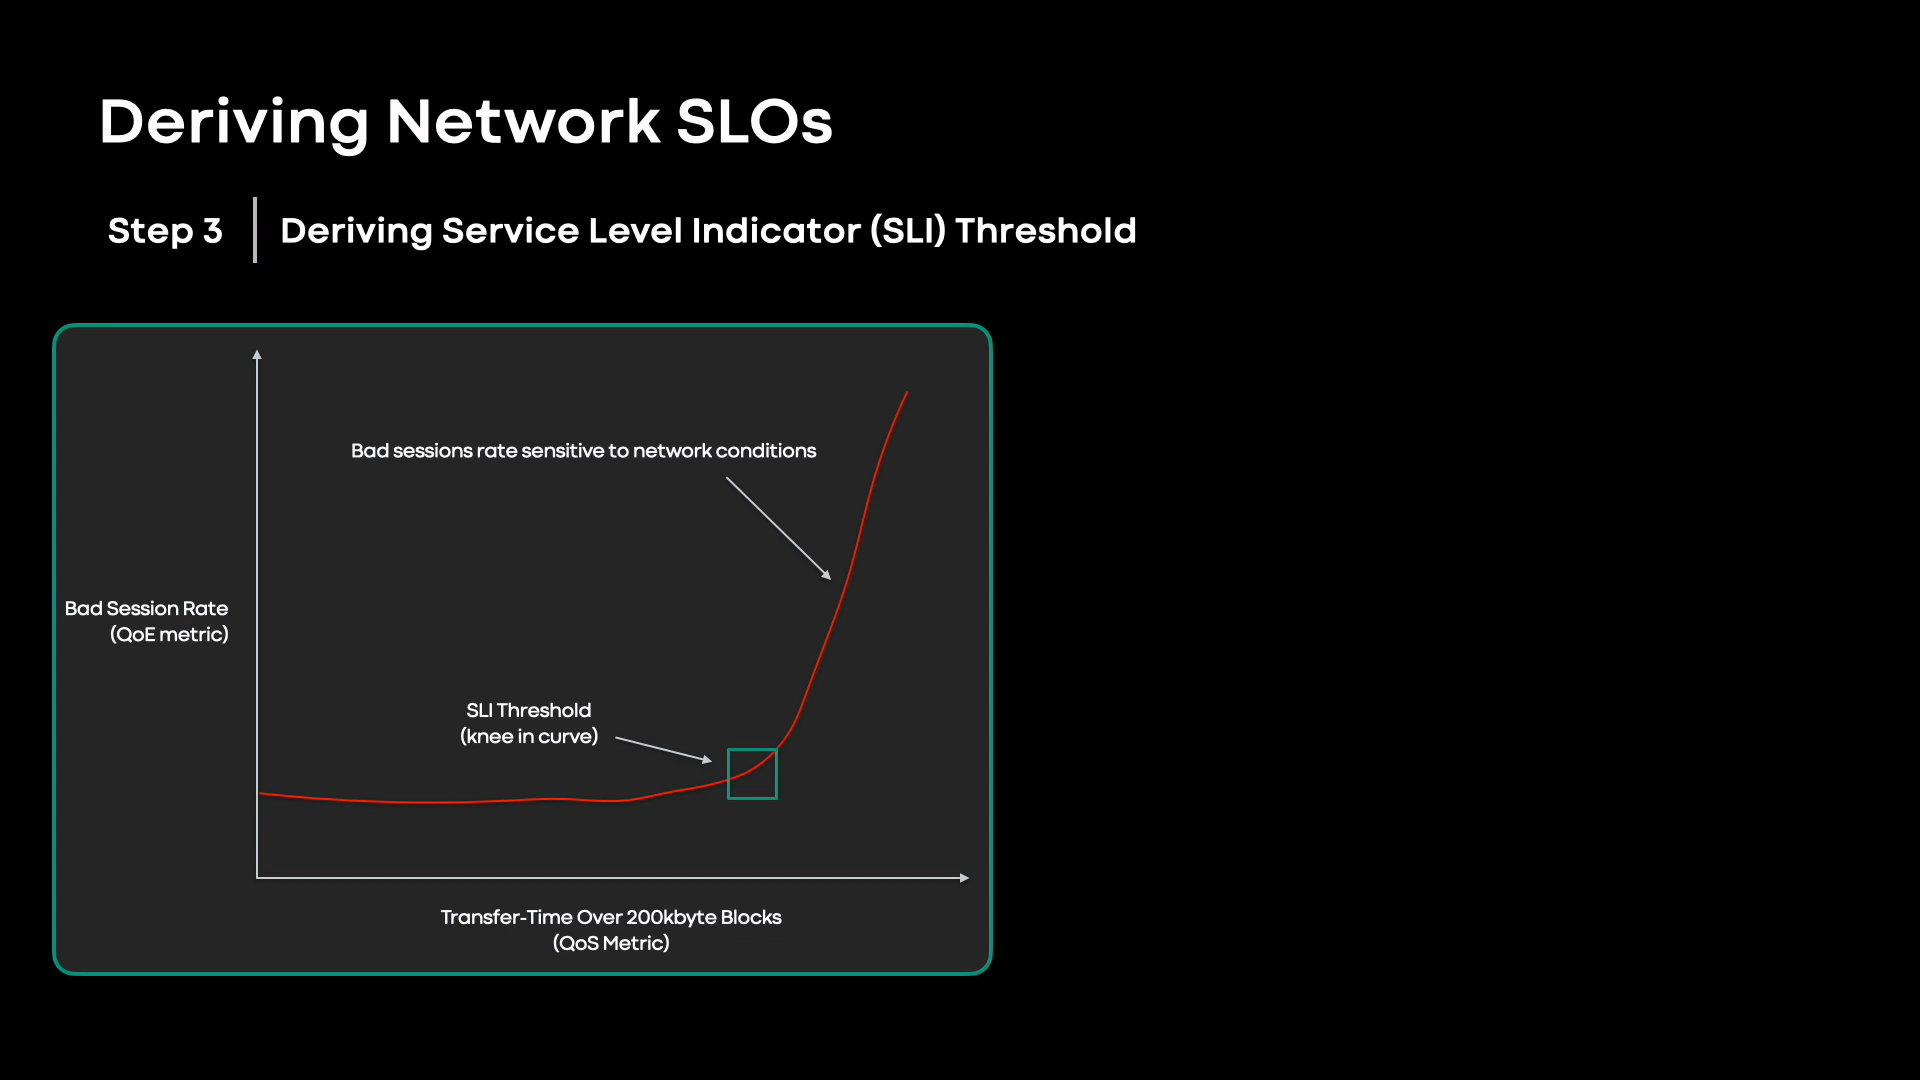 Deriving Network SLOs
Step 3
Deriving Service Level Indicator (SLI) Threshold
Bad sessions rate sensitive to network conditions
Bad Session Rate
(QoE metric)
SLI Threshold
(knee in curve)
Transfer-Time Over 200kbyte Blocks
(QoS Metric)